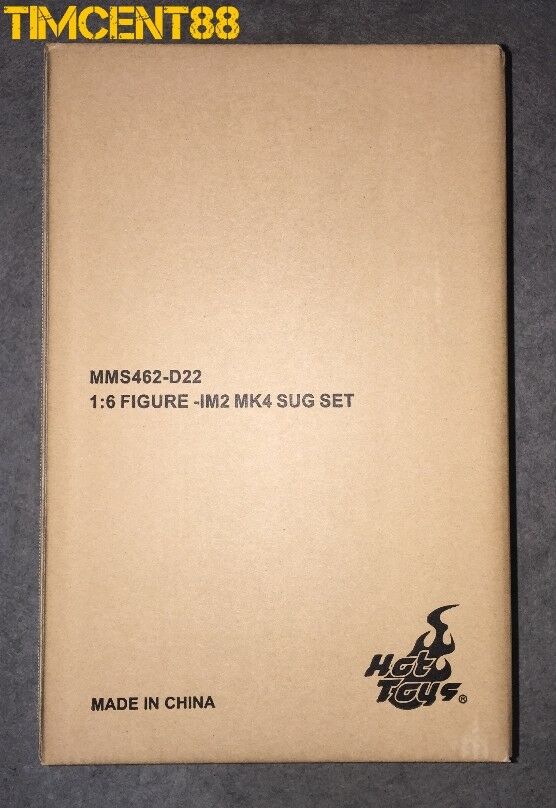 TIMCENT88
MMS462-D22
1:6 FIGURE -IM2 MK4 SUG SET
Hot
Toys®
MADE IN CHINA